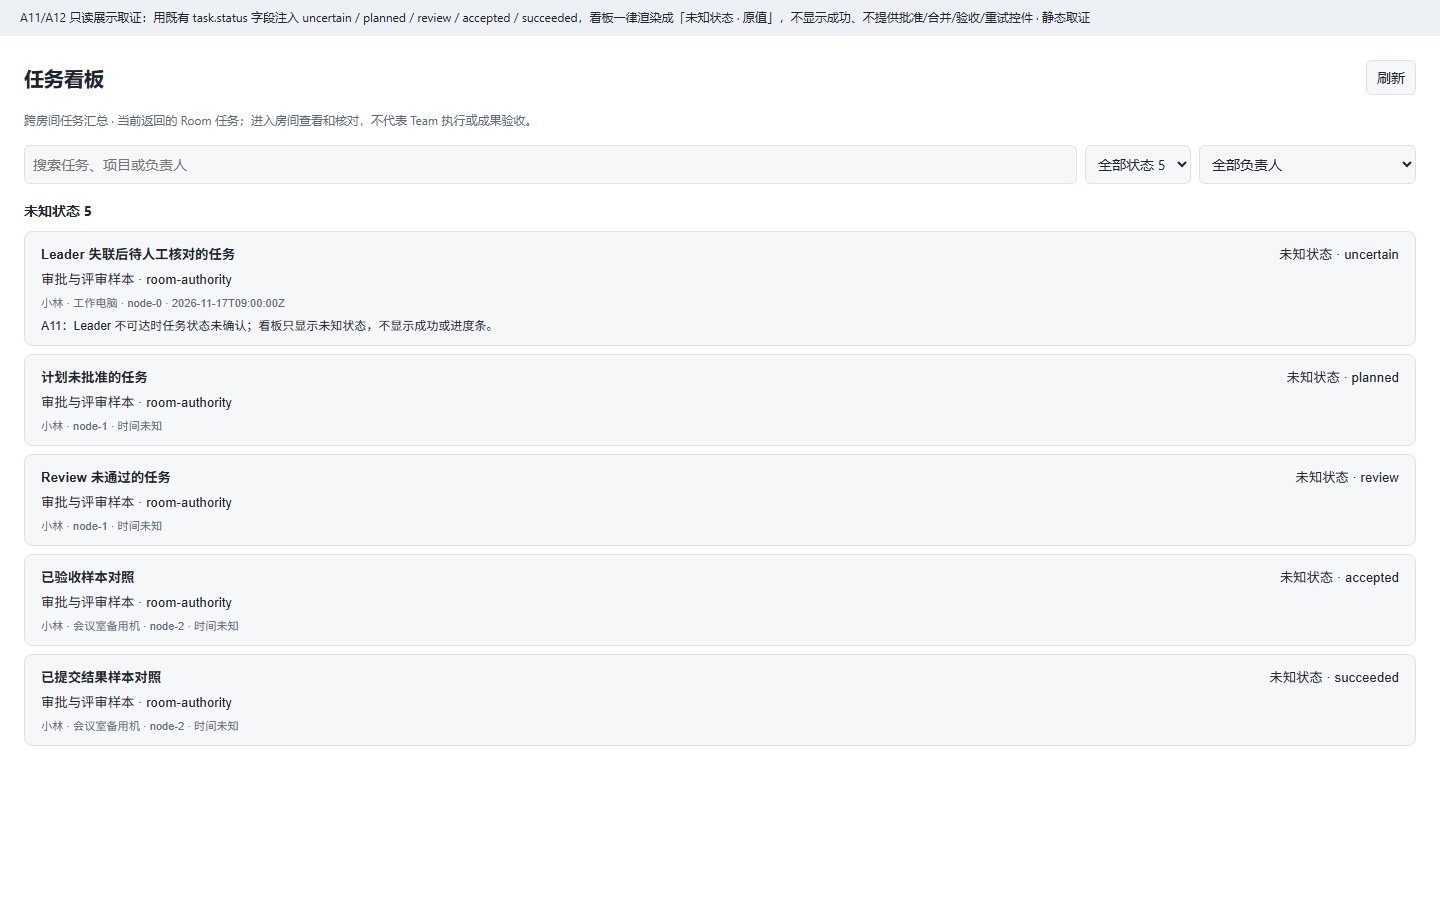 A11/A12 只读展示取证：用既有 task.status 字段注入 uncertain / planned / review / accepted / succeeded，看板一律渲染成「未知状态 · 原值」，不显示成功、不提供批准/合并/验收/重试控件 · 静态取证
任务看板
刷新
跨房间任务汇总 · 当前返回的 Room 任务；进入房间查看和核对，不代表 Team 执行或成果验收。
搜索任务、项目或负责人
全部状态 5
全部负责人
未知状态 5
Leader 失联后待人工核对的任务
未知状态 · uncertain
审批与评审样本 · room-authority
小林 · 工作电脑 · node-0 · 2026-11-17T09:00:00Z
A11：Leader 不可达时任务状态未确认；看板只显示未知状态，不显示成功或进度条。
计划未批准的任务
未知状态 · planned
审批与评审样本 · room-authority
小林 · node-1 · 时间未知
Review 未通过的任务
未知状态 · review
审批与评审样本 · room-authority
小林 · node-1 · 时间未知
已验收样本对照
未知状态 · accepted
审批与评审样本 · room-authority
小林 · 会议室备用机 · node-2 · 时间未知
已提交结果样本对照
未知状态 · succeeded
审批与评审样本 · room-authority
小林 · 会议室备用机 · node-2 · 时间未知